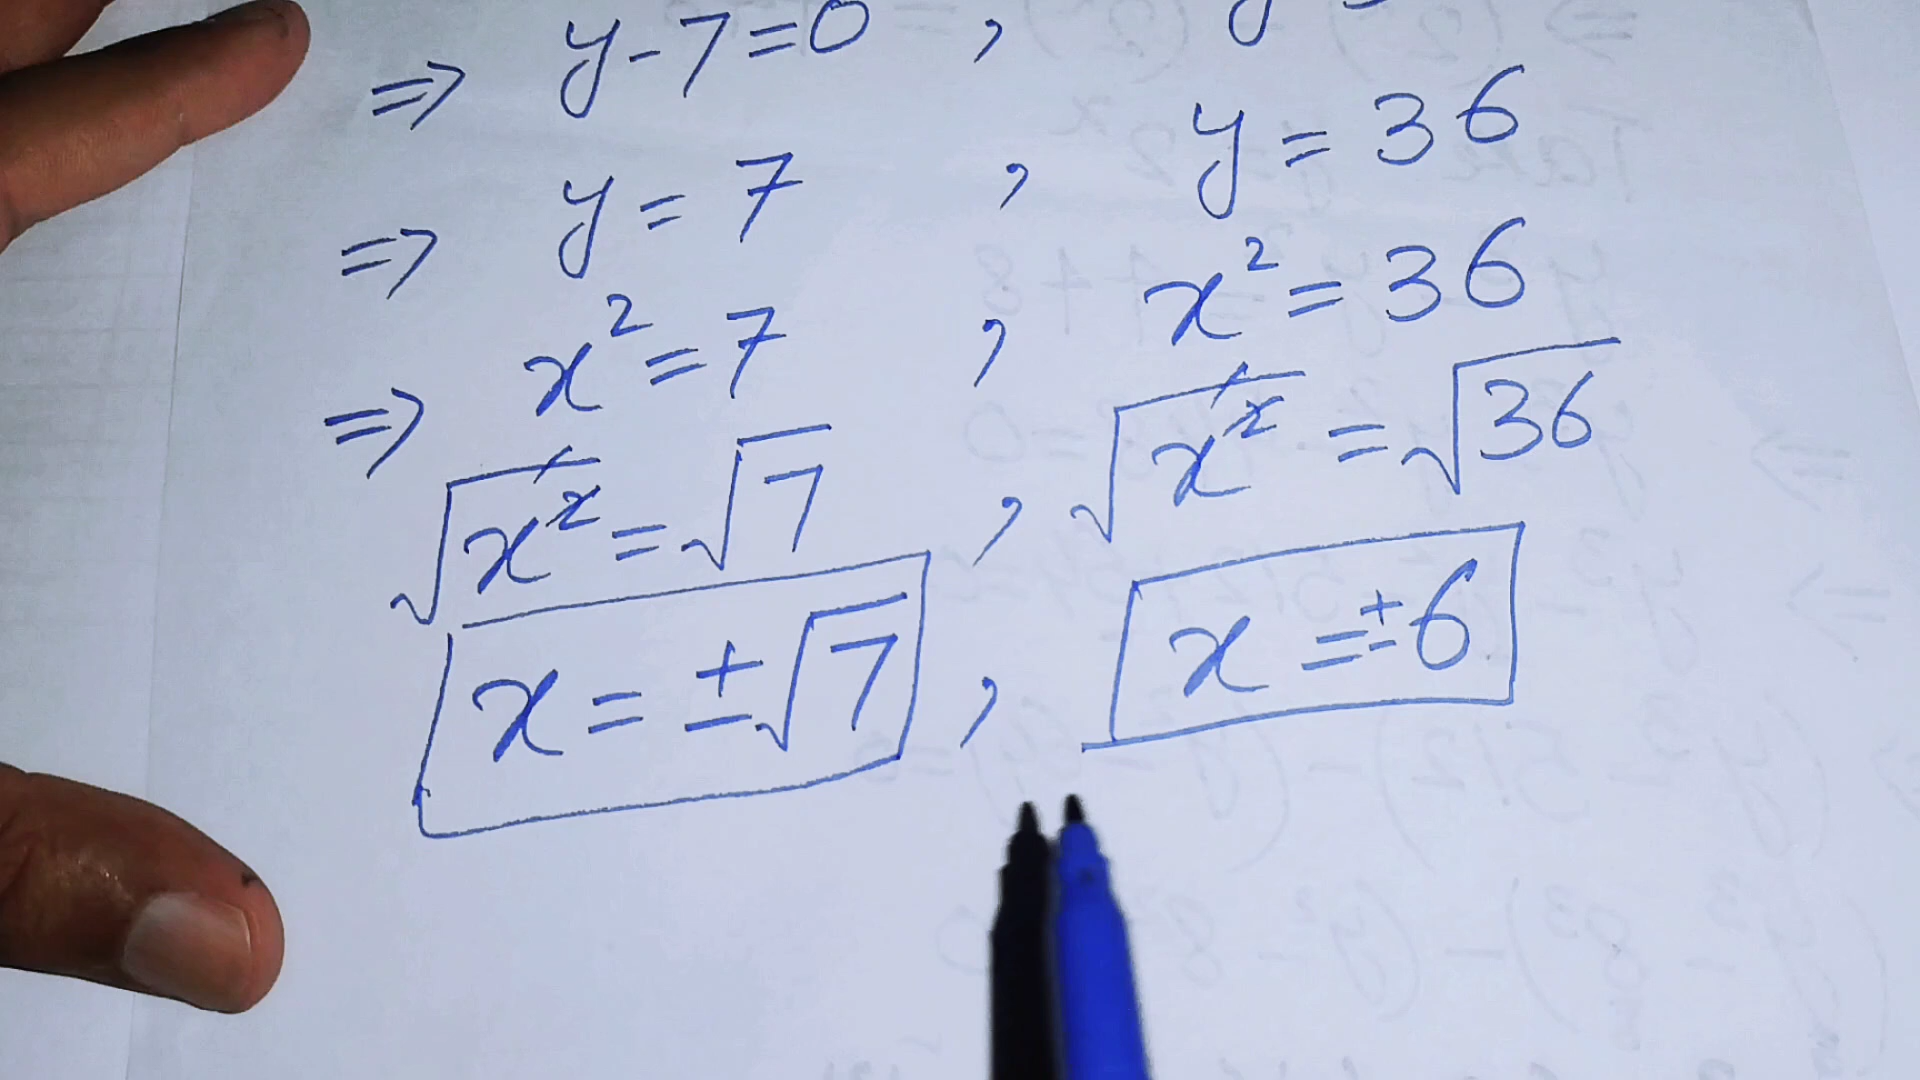 ⇒ y-7=0 , y
⇒ y = 7 , y = 36
⇒ x² = 7 , x² = 36
√x² = √7 , √x² = √36
x = ±√7 , x = ±6